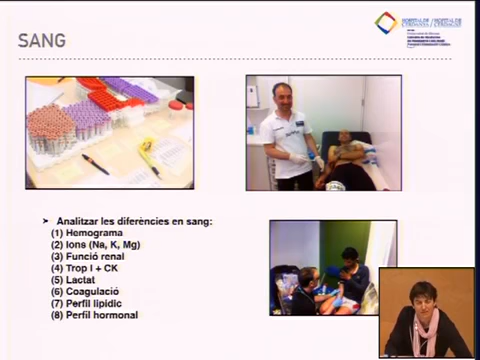 SANG
➤ Analitzar les diferències en sang:
(1) Hemograma
(2) Ions (Na, K, Mg)
(3) Funció renal
(4) Trop I + CK
(5) Lactat
(6) Coagulació
(7) Perfil lipídic
(8) Perfil hormonal